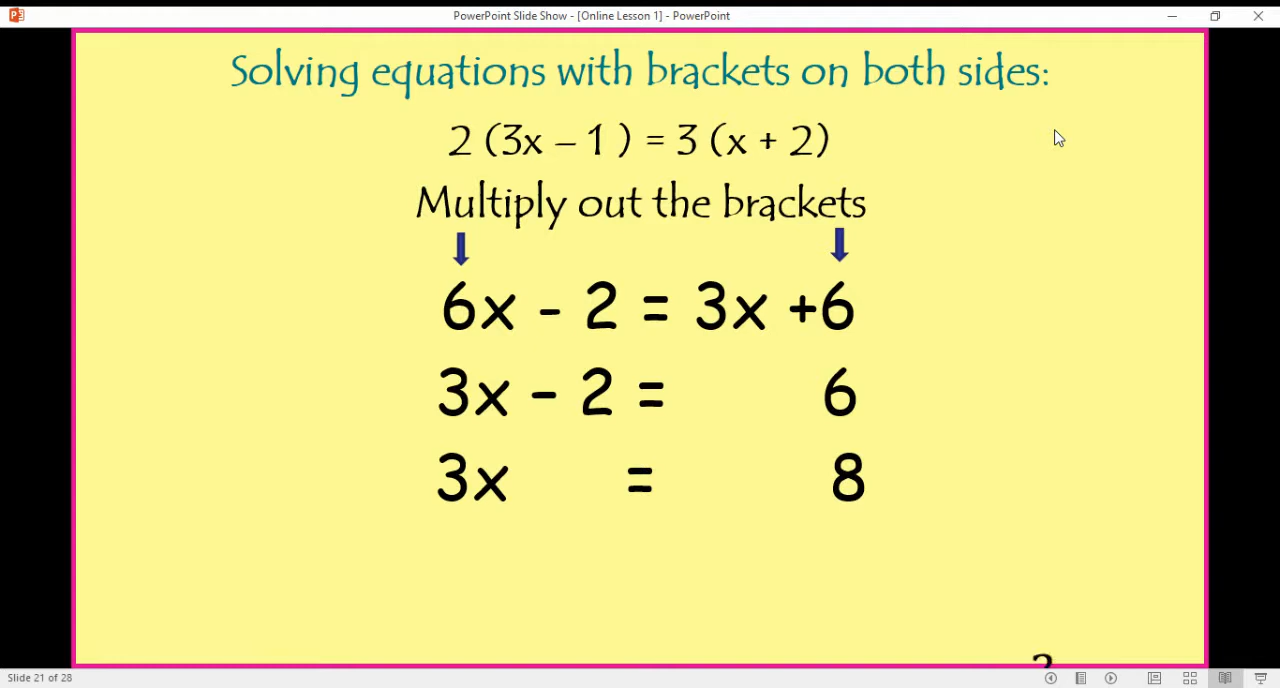 PowerPoint Slide Show - [Online Lesson 1] - PowerPoint
Solving equations with brackets on both sides:
2 (3x – 1 ) = 3 (x + 2)
Multiply out the brackets
6x - 2 = 3x +6
3x - 2 = 6
3x = 8
Slide 21 of 28